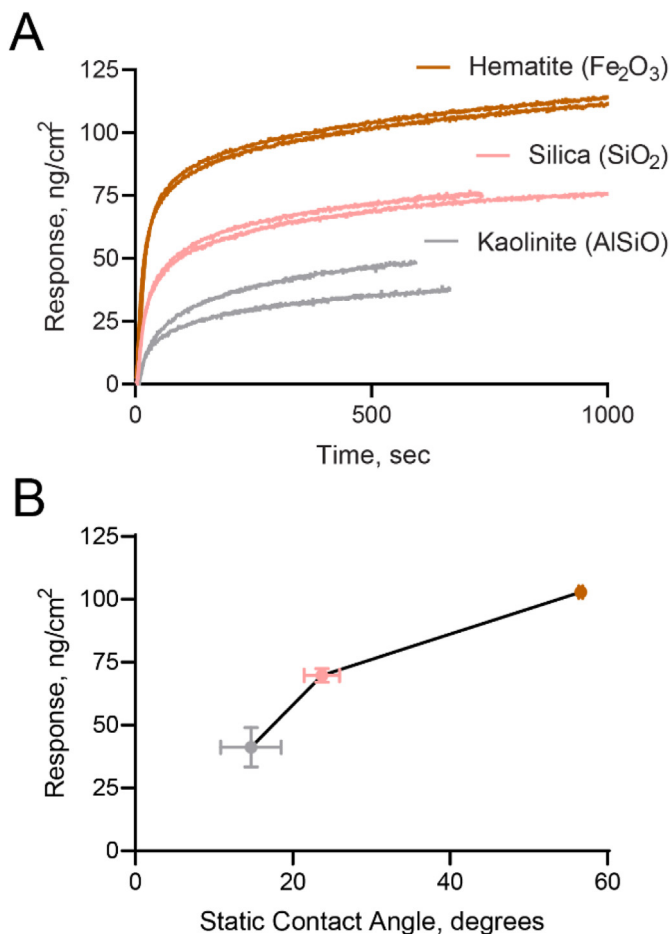 A
Response, ng/cm²
125
100
75
50
25
0
0
500
1000
Time, sec
Hematite (Fe₂O₃)
Silica (SiO₂)
Kaolinite (AlSiO)
B
Response, ng/cm²
125
100
75
50
25
0
0
20
40
60
Static Contact Angle, degrees